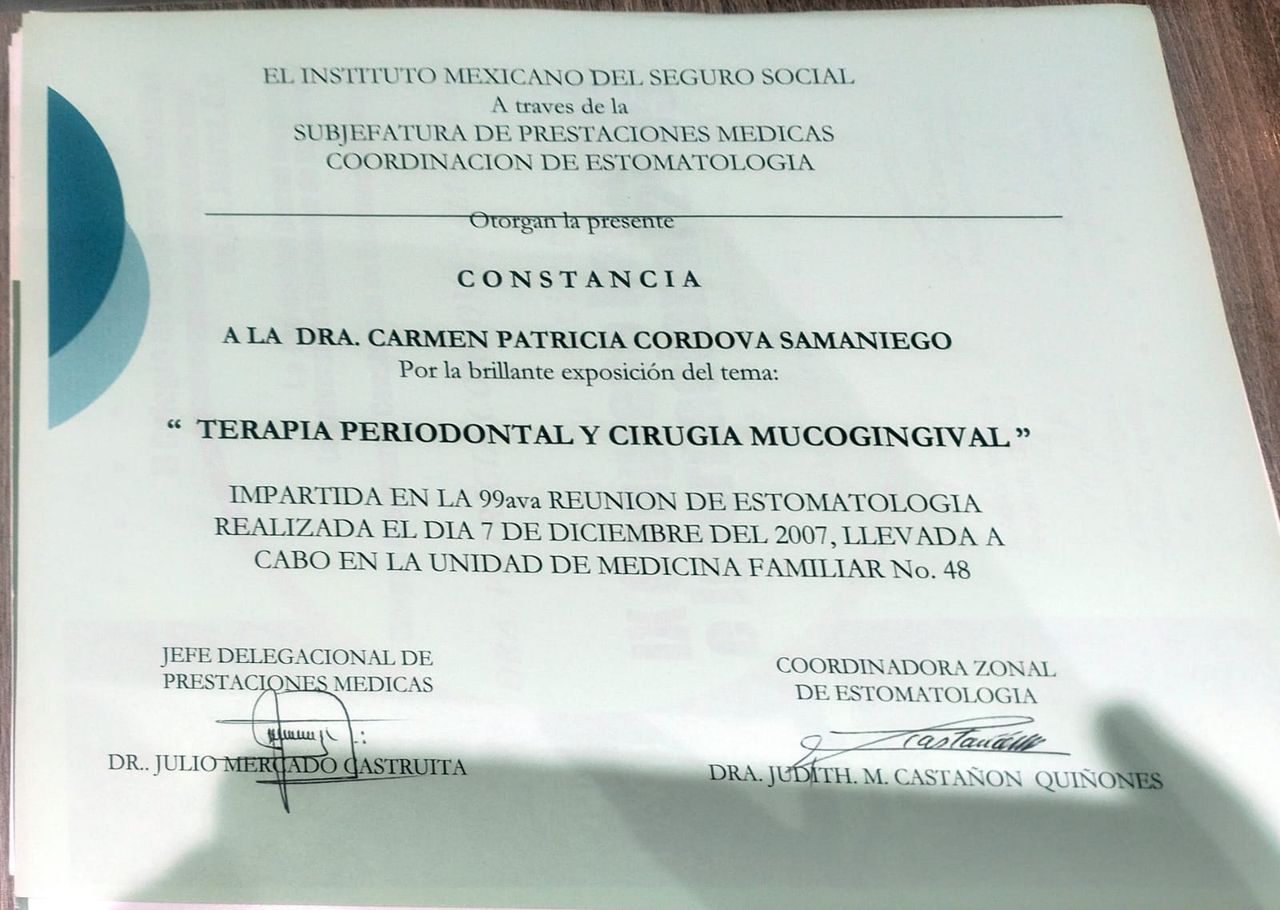 EL INSTITUTO MEXICANO DEL SEGURO SOCIAL
A traves de la
SUBJEFATURA DE PRESTACIONES MEDICAS
COORDINACION DE ESTOMATOLOGIA
Otorgan la presente
CONSTANCIA
A LA DRA. CARMEN PATRICIA CORDOVA SAMANIEGO
Por la brillante exposición del tema:
“ TERAPIA PERIODONTAL Y CIRUGIA MUCOGINGIVAL ”
IMPARTIDA EN LA 99ava REUNION DE ESTOMATOLOGIA
REALIZADA EL DIA 7 DE DICIEMBRE DEL 2007, LLEVADA A
CABO EN LA UNIDAD DE MEDICINA FAMILIAR No. 48
JEFE DELEGACIONAL DE
PRESTACIONES MEDICAS
DR.. JULIO MERCADO CASTRUITA
COORDINADORA ZONAL
DE ESTOMATOLOGIA
DRA. JUDITH. M. CASTAÑON QUIÑONES